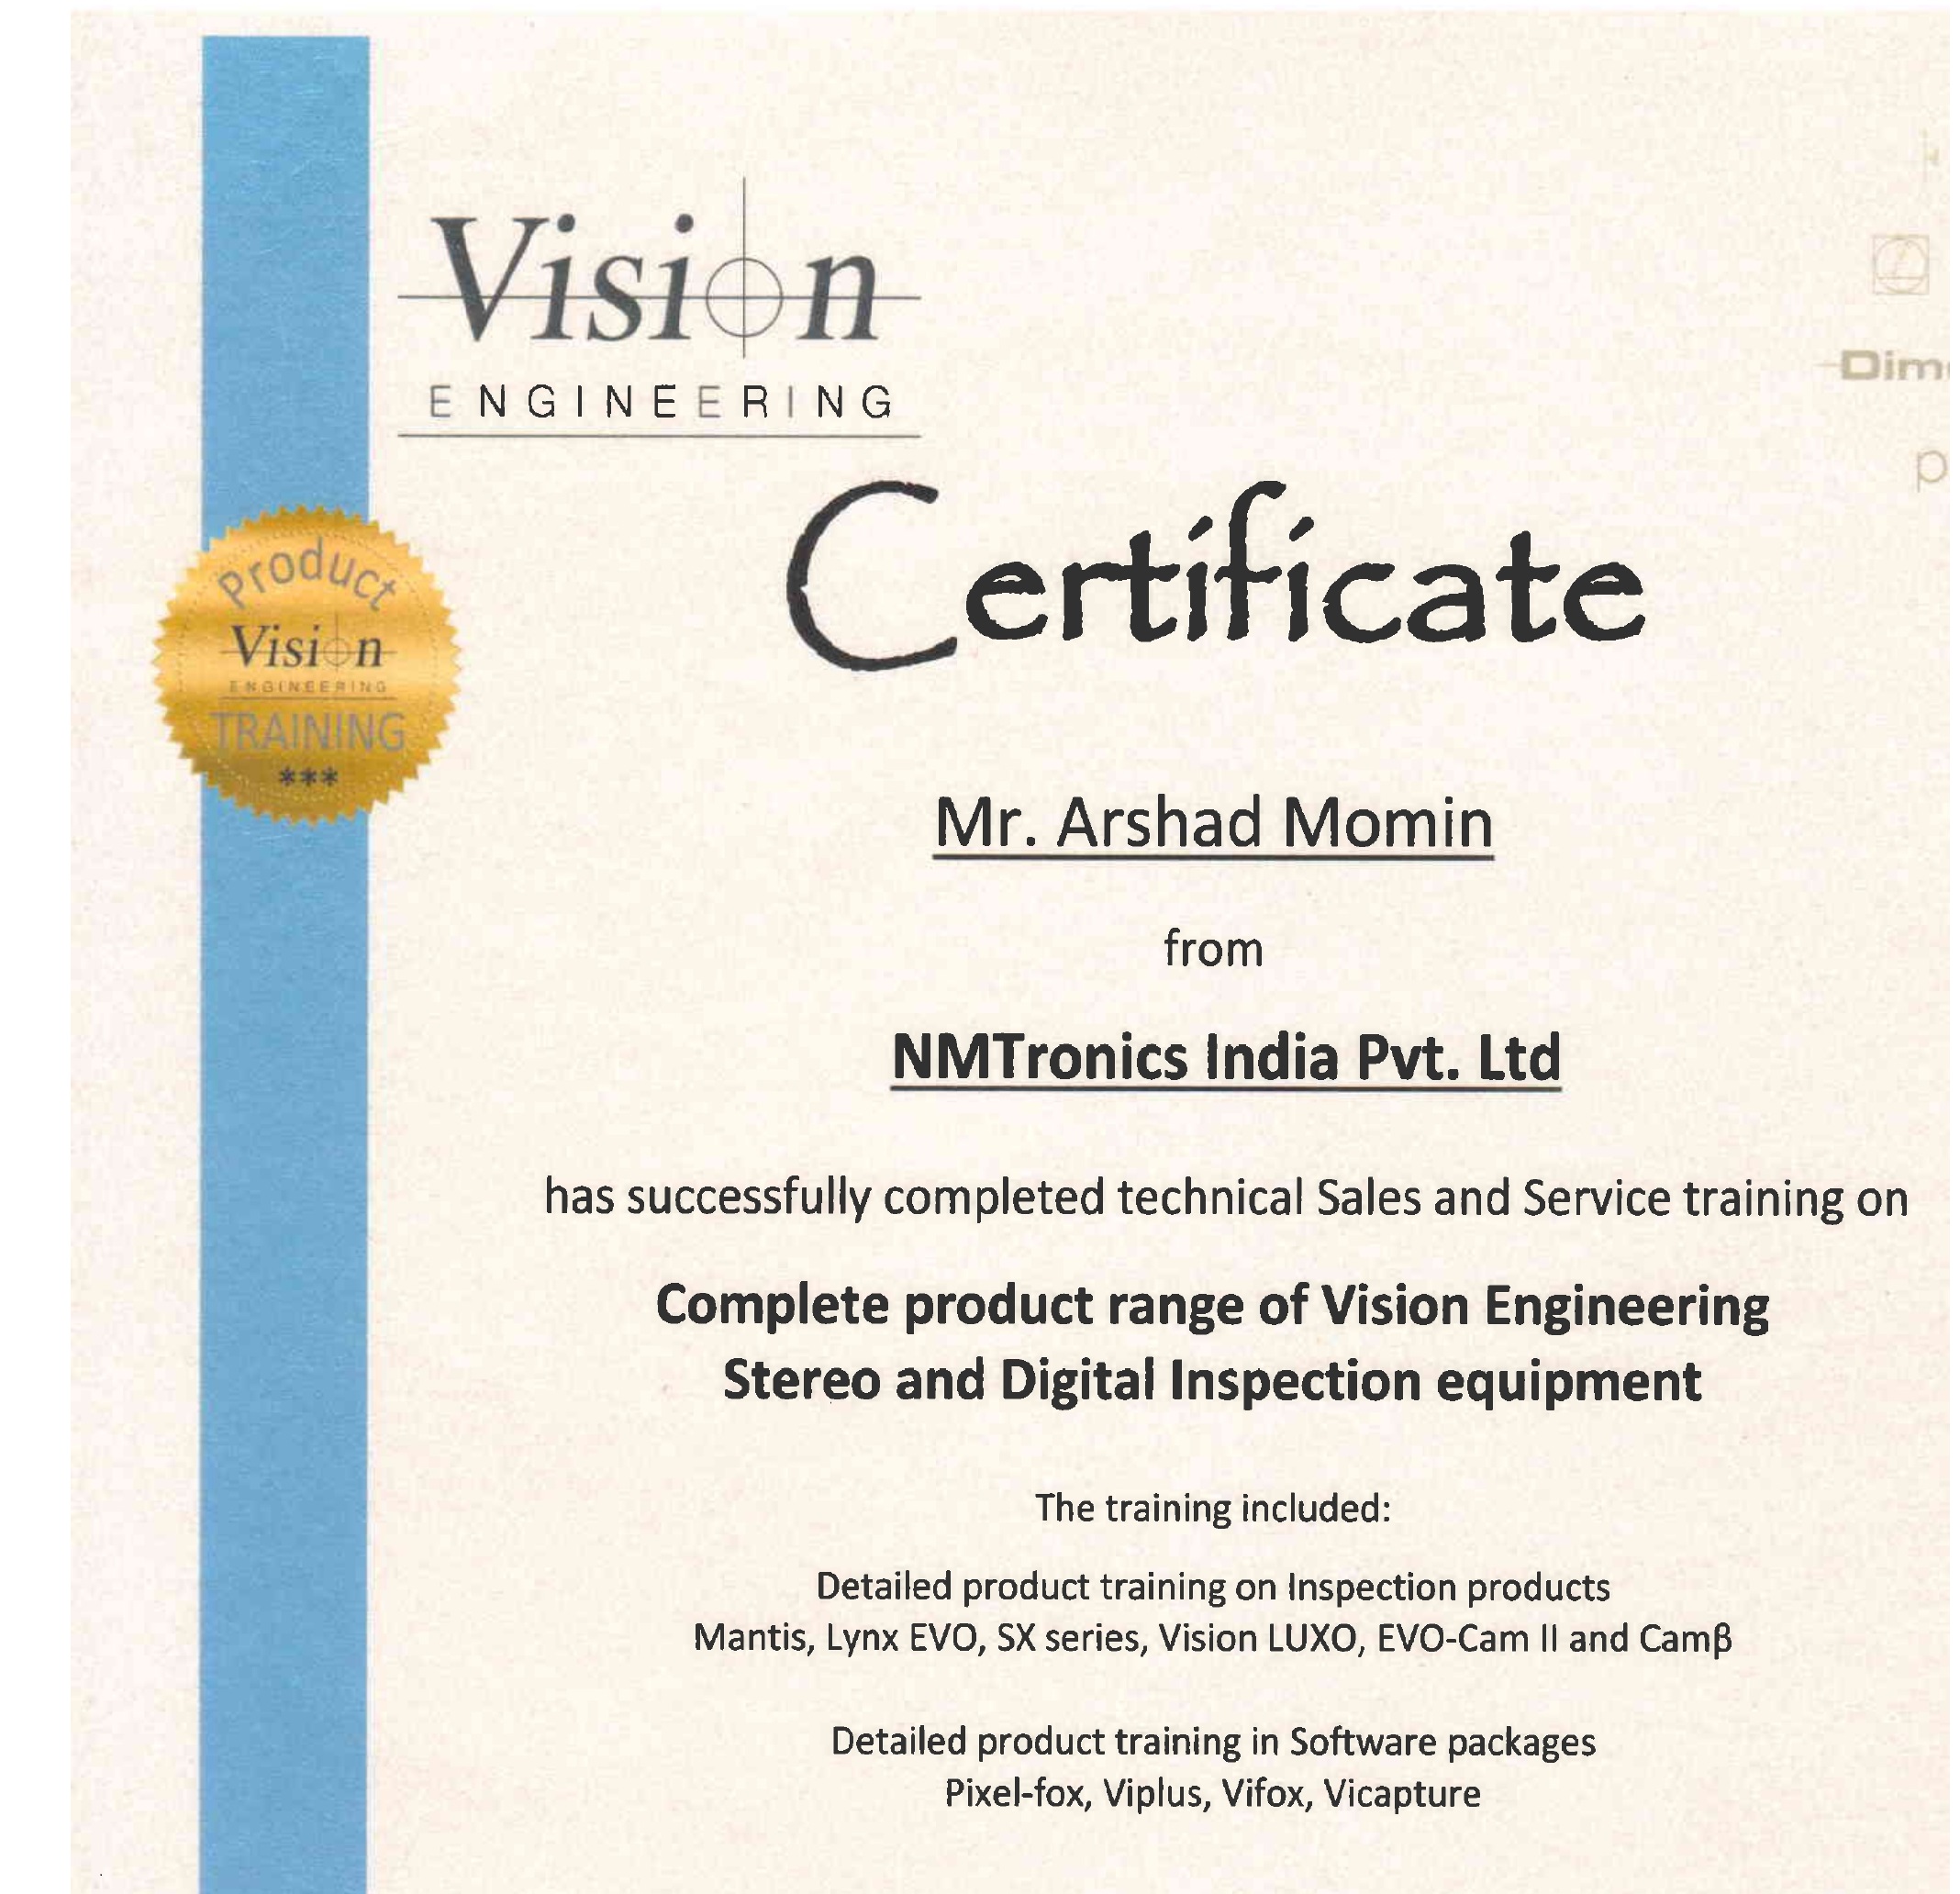 Vision
ENGINEERING
Certificate
Product
Vision
ENGINEERING
TRAINING
***
Mr. Arshad Momin
from
NMTronics India Pvt. Ltd
has successfully completed technical Sales and Service training on
Complete product range of Vision Engineering
Stereo and Digital Inspection equipment
The training included:
Detailed product training on Inspection products
Mantis, Lynx EVO, SX series, Vision LUXO, EVO-Cam II and Camβ
Detailed product training in Software packages
Pixel-fox, Viplus, Vifox, Vicapture